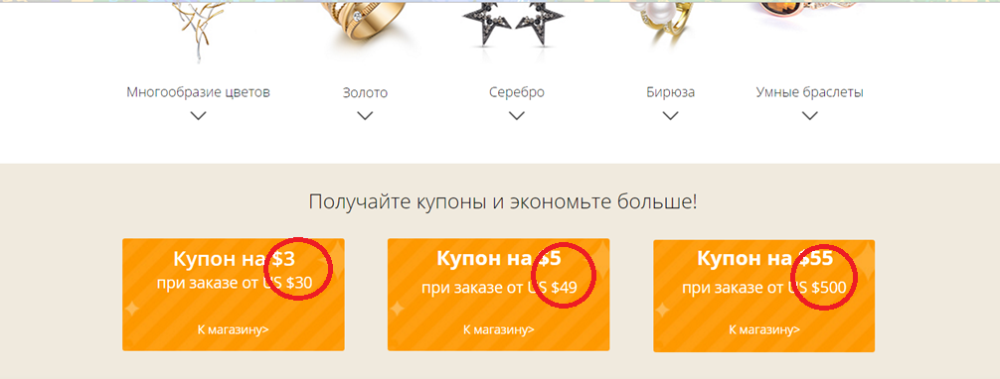 Многообразие цветов
Золото
Серебро
Бирюза
Умные браслеты
Получайте купоны и экономьте больше!
Купон на $3
при заказе от US $30
К магазину>
Купон на $5
при заказе от US $49
К магазину>
Купон на $55
при заказе от US $500
К магазину>